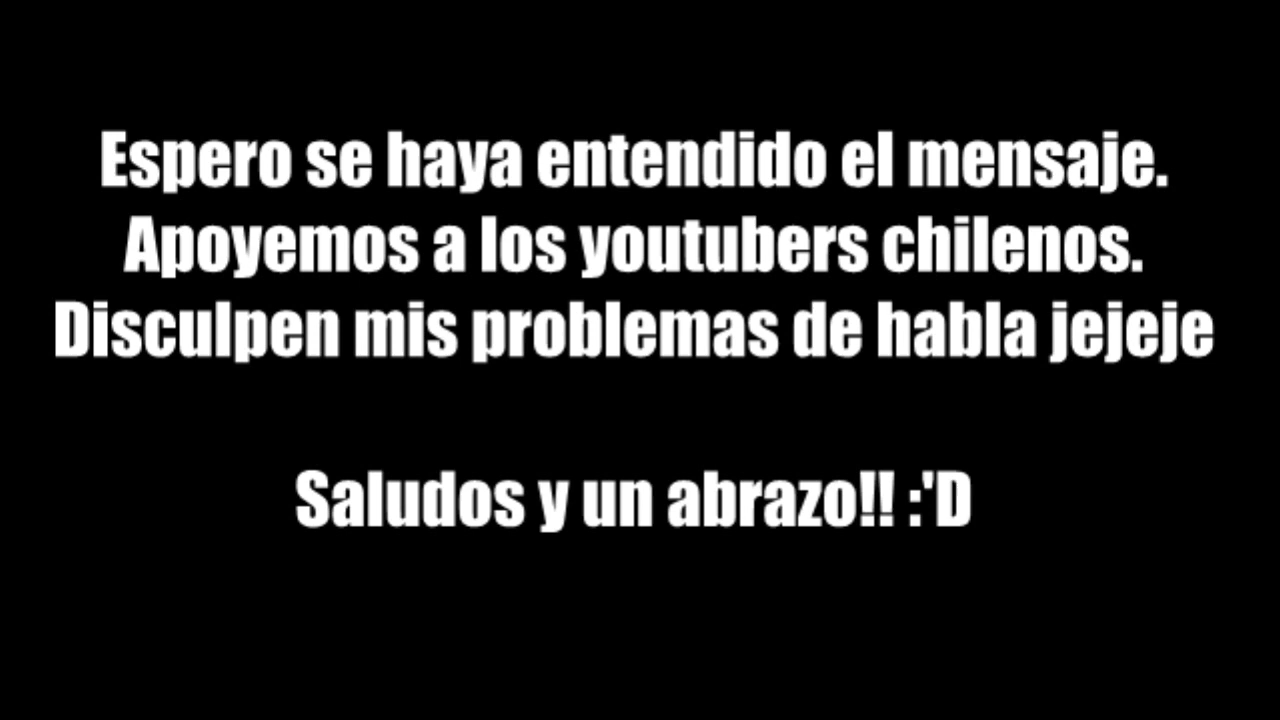 Espero se haya entendido el mensaje.
Apoyemos a los youtubers chilenos.
Disculpen mis problemas de habla jejeje
Saludos y un abrazo!! :'D